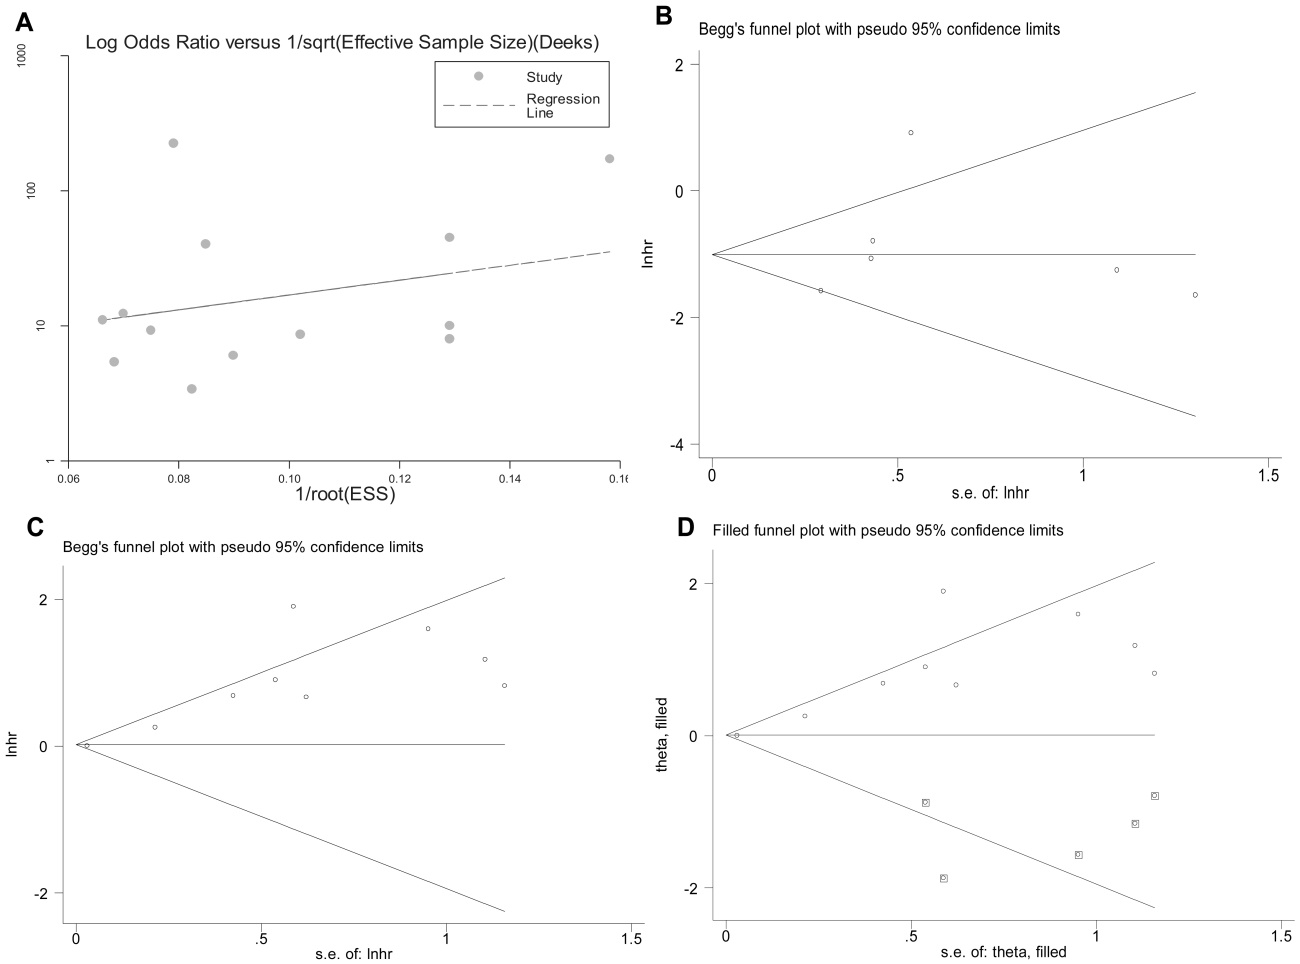 A
Log Odds Ratio versus 1/sqrt(Effective Sample Size)(Deeks)
Study
Regression
Line
1000
100
10
1
0.06
0.08
0.10
0.12
0.14
0.16
1/root(ESS)
B
Begg's funnel plot with pseudo 95% confidence limits
lnhr
2
0
-2
-4
0
.5
1
1.5
s.e. of: lnhr
C
Begg's funnel plot with pseudo 95% confidence limits
lnhr
2
0
-2
0
.5
1
1.5
s.e. of: lnhr
D
Filled funnel plot with pseudo 95% confidence limits
theta, filled
2
0
-2
0
.5
1
1.5
s.e. of: theta, filled